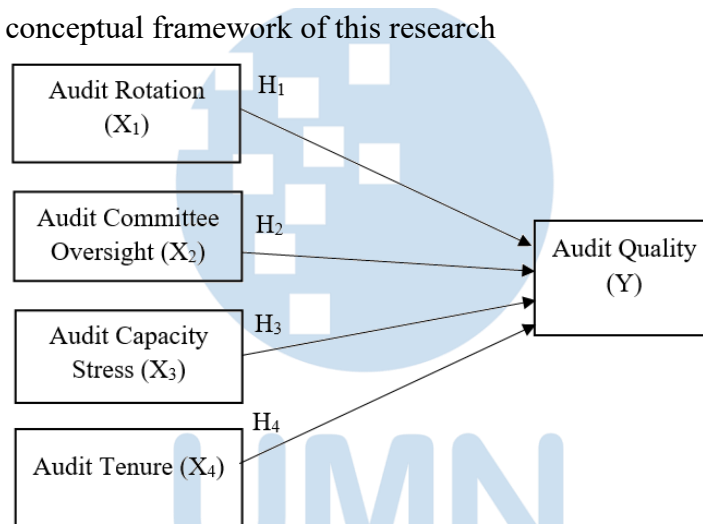 conceptual framework of this research
Audit Rotation
(X₁)
H₁
Audit Committee
Oversight (X₂)
H₂
Audit Quality
(Y)
Audit Capacity
Stress (X₃)
H₃
H₄
Audit Tenure (X₄)
UMN